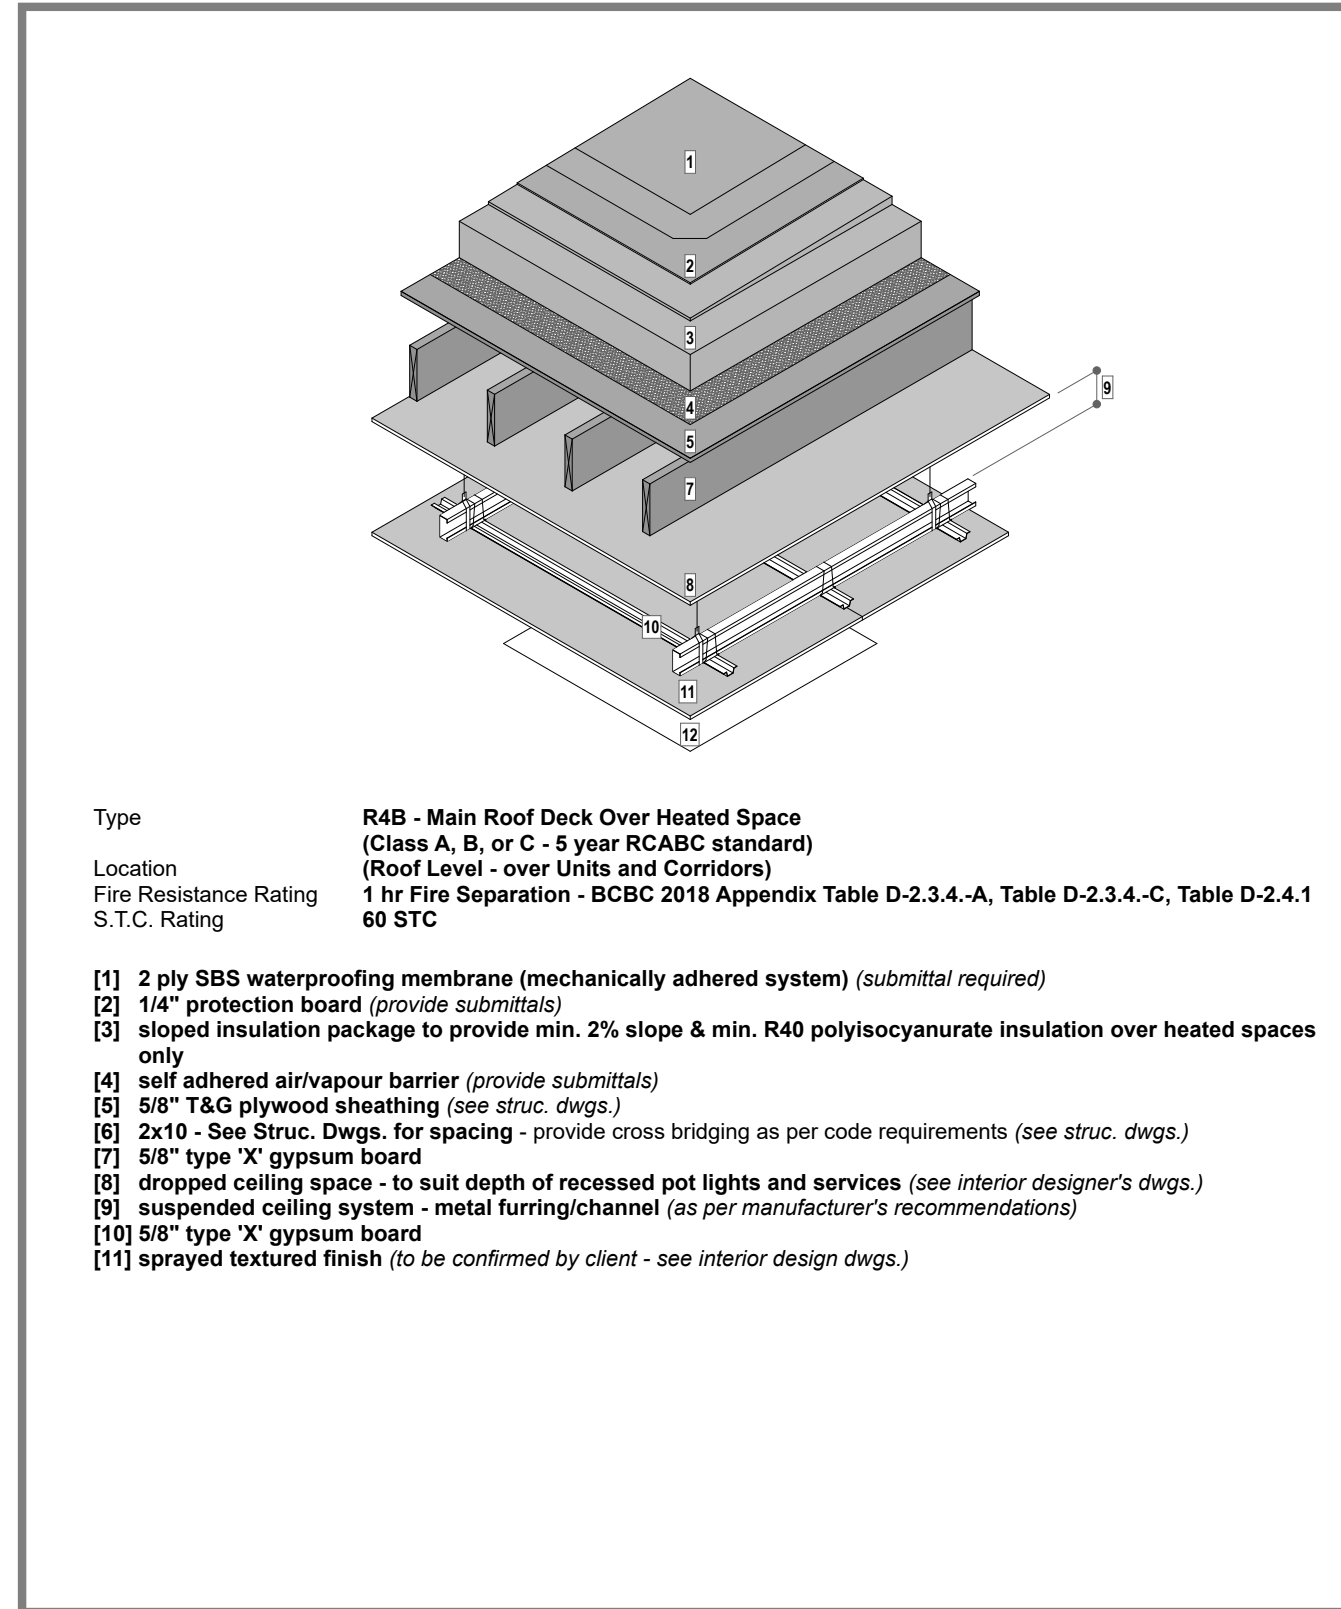 1
2
3
4
5
7
9
8
10
11
12
Type R4B - Main Roof Deck Over Heated Space
(Class A, B, or C - 5 year RCABC standard)
Location (Roof Level - over Units and Corridors)
Fire Resistance Rating 1 hr Fire Separation - BCBC 2018 Appendix Table D-2.3.4.-A, Table D-2.3.4.-C, Table D-2.4.1
S.T.C. Rating 60 STC
[1] 2 ply SBS waterproofing membrane (mechanically adhered system) (submittal required)
[2] 1/4" protection board (provide submittals)
[3] sloped insulation package to provide min. 2% slope & min. R40 polyisocyanurate insulation over heated spaces
only
[4] self adhered air/vapour barrier (provide submittals)
[5] 5/8" T&G plywood sheathing (see struc. dwgs.)
[6] 2x10 - See Struc. Dwgs. for spacing - provide cross bridging as per code requirements (see struc. dwgs.)
[7] 5/8" type 'X' gypsum board
[8] dropped ceiling space - to suit depth of recessed pot lights and services (see interior designer's dwgs.)
[9] suspended ceiling system - metal furring/channel (as per manufacturer's recommendations)
[10] 5/8" type 'X' gypsum board
[11] sprayed textured finish (to be confirmed by client - see interior design dwgs.)